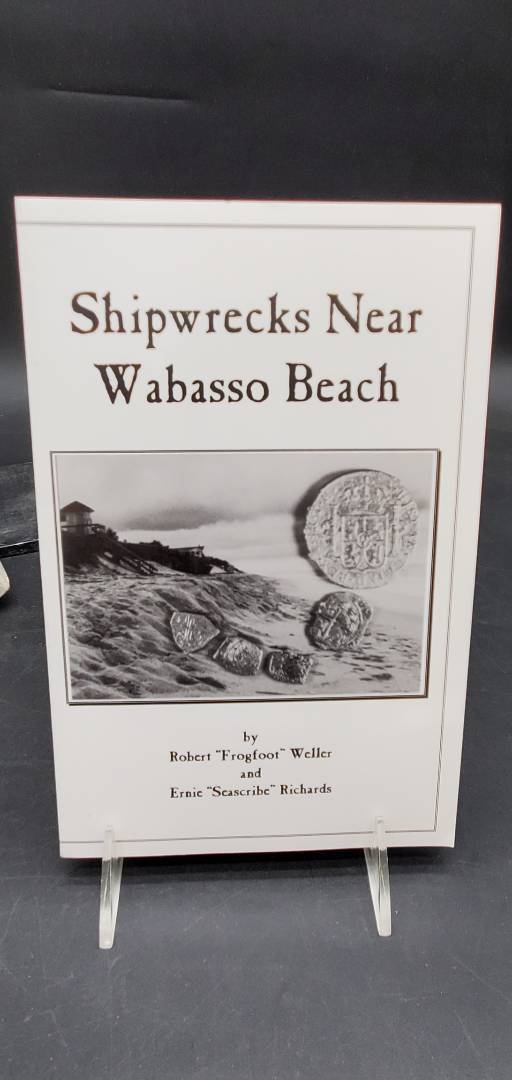 Shipwrecks Near
Wabasso Beach
by
Robert "Frogfoot" Weller
and
Ernie "Seascribe" Richards